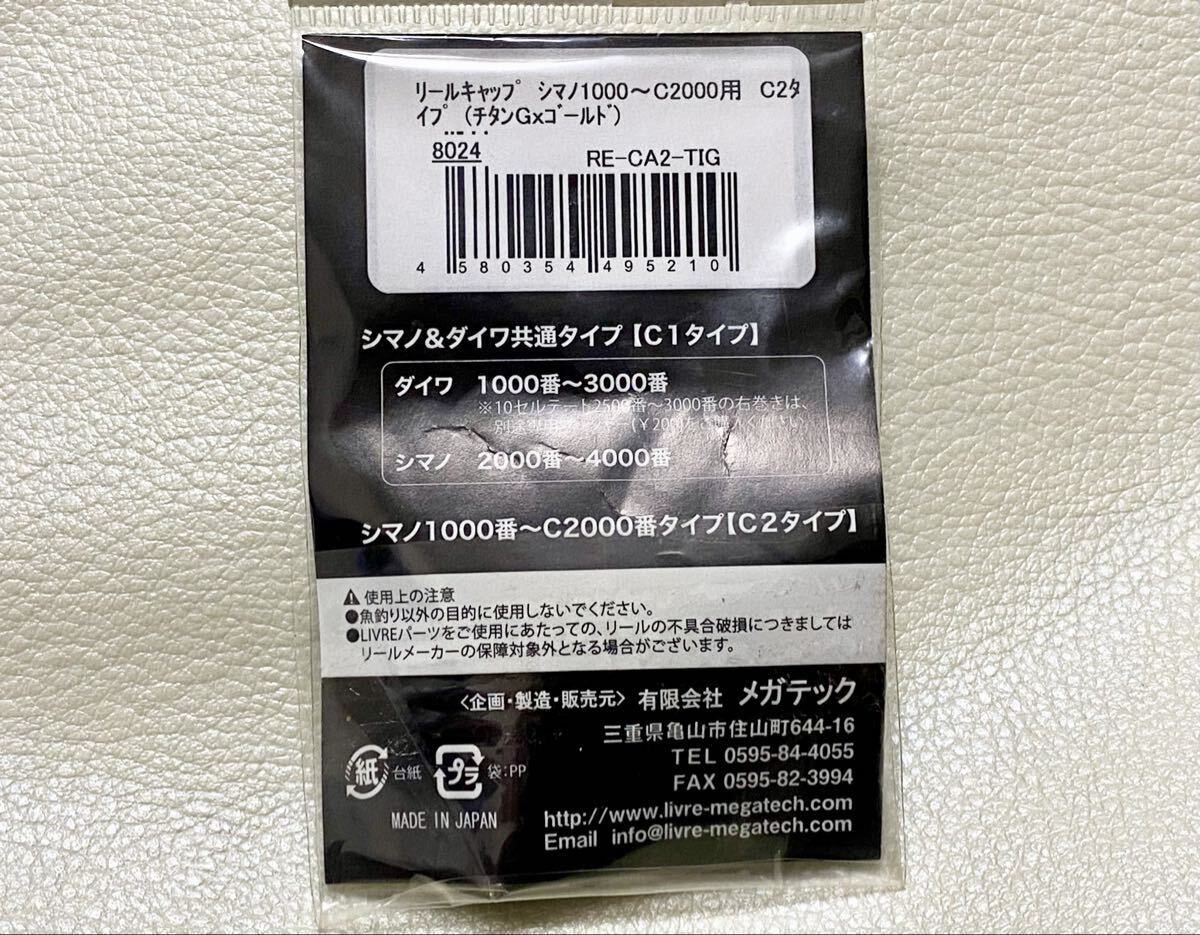 リールキャップ シマノ1000～C2000用 C2タ
イプ (チタンG×ゴールド)
8024
RE-CA2-TIG
4 580354 495210
シマノ&ダイワ共通タイプ【C1タイプ】
ダイワ 1000番～3000番
※10セルテート2500番～3000番の右巻きは、
別途専用 (￥200)をご購入ください
シマノ 2000番～4000番
シマノ1000番～C2000番タイプ【C2タイプ】
⚠ 使用上の注意
●魚釣り以外の目的に使用しないでください。
●LIVREパーツをご使用にあたっての、リールの不具合破損につきましては
リールメーカーの保障対象外となる場合がございます。
〈企画・製造・販売元〉 有限会社 メガテック
三重県亀山市住山町644-16
TEL 0595-84-4055
FAX 0595-82-3994
http://www.livre-megatech.com
Email info@livre-megatech.com
紙 台紙 プラ 袋:PP
MADE IN JAPAN